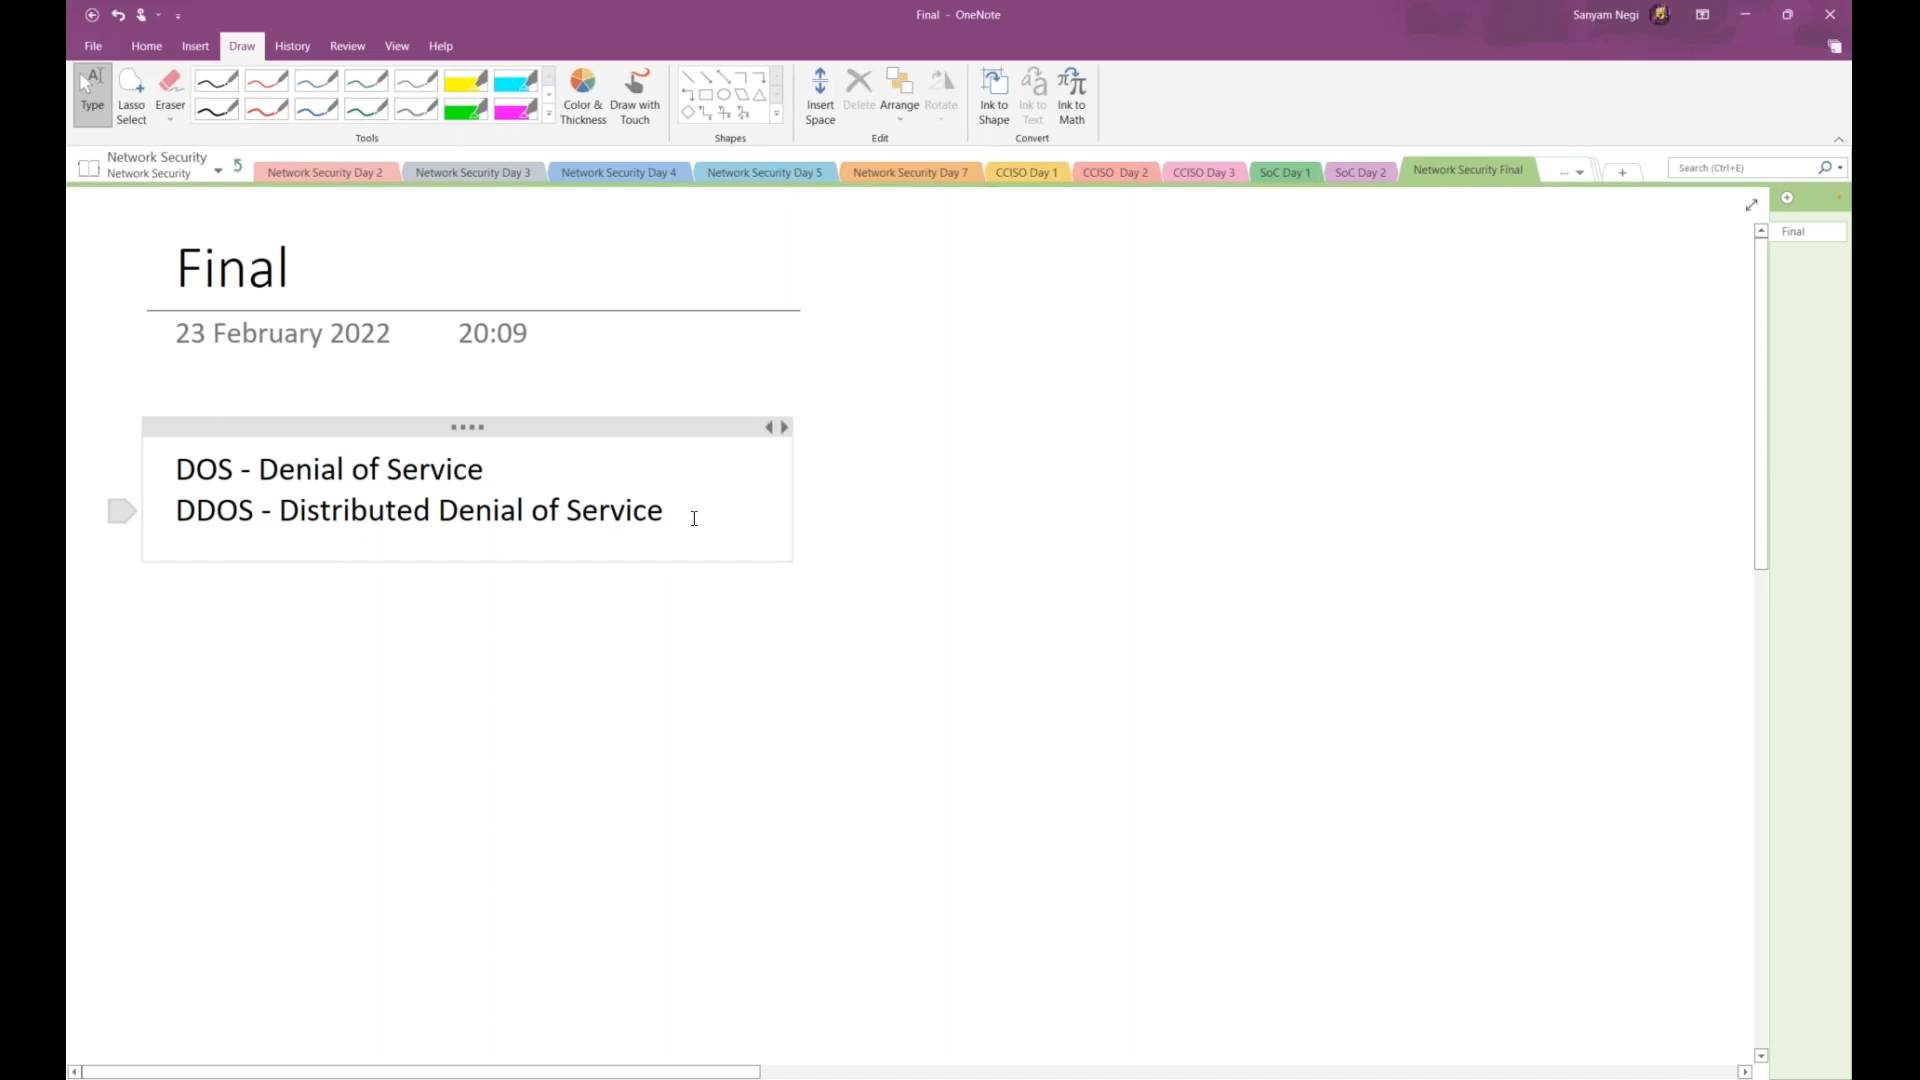 Final - OneNote
Sanyam Negi
File Home Insert Draw History Review View Help
Type
Lasso Select
Eraser
Color & Thickness
Draw with Touch
Insert Space
Delete
Arrange
Rotate
Ink to Shape
Ink to Text
Ink to Math
Tools
Shapes
Edit
Convert
Network Security
Network Security
Network Security Day 2
Network Security Day 3
Network Security Day 4
Network Security Day 5
Network Security Day 7
CCISO Day 1
CCISO Day 2
CCISO Day 3
SoC Day 1
SoC Day 2
Network Security Final
...
Search (Ctrl+E)
Final
Final
23 February 2022 20:09
DOS - Denial of Service
DDOS - Distributed Denial of Service